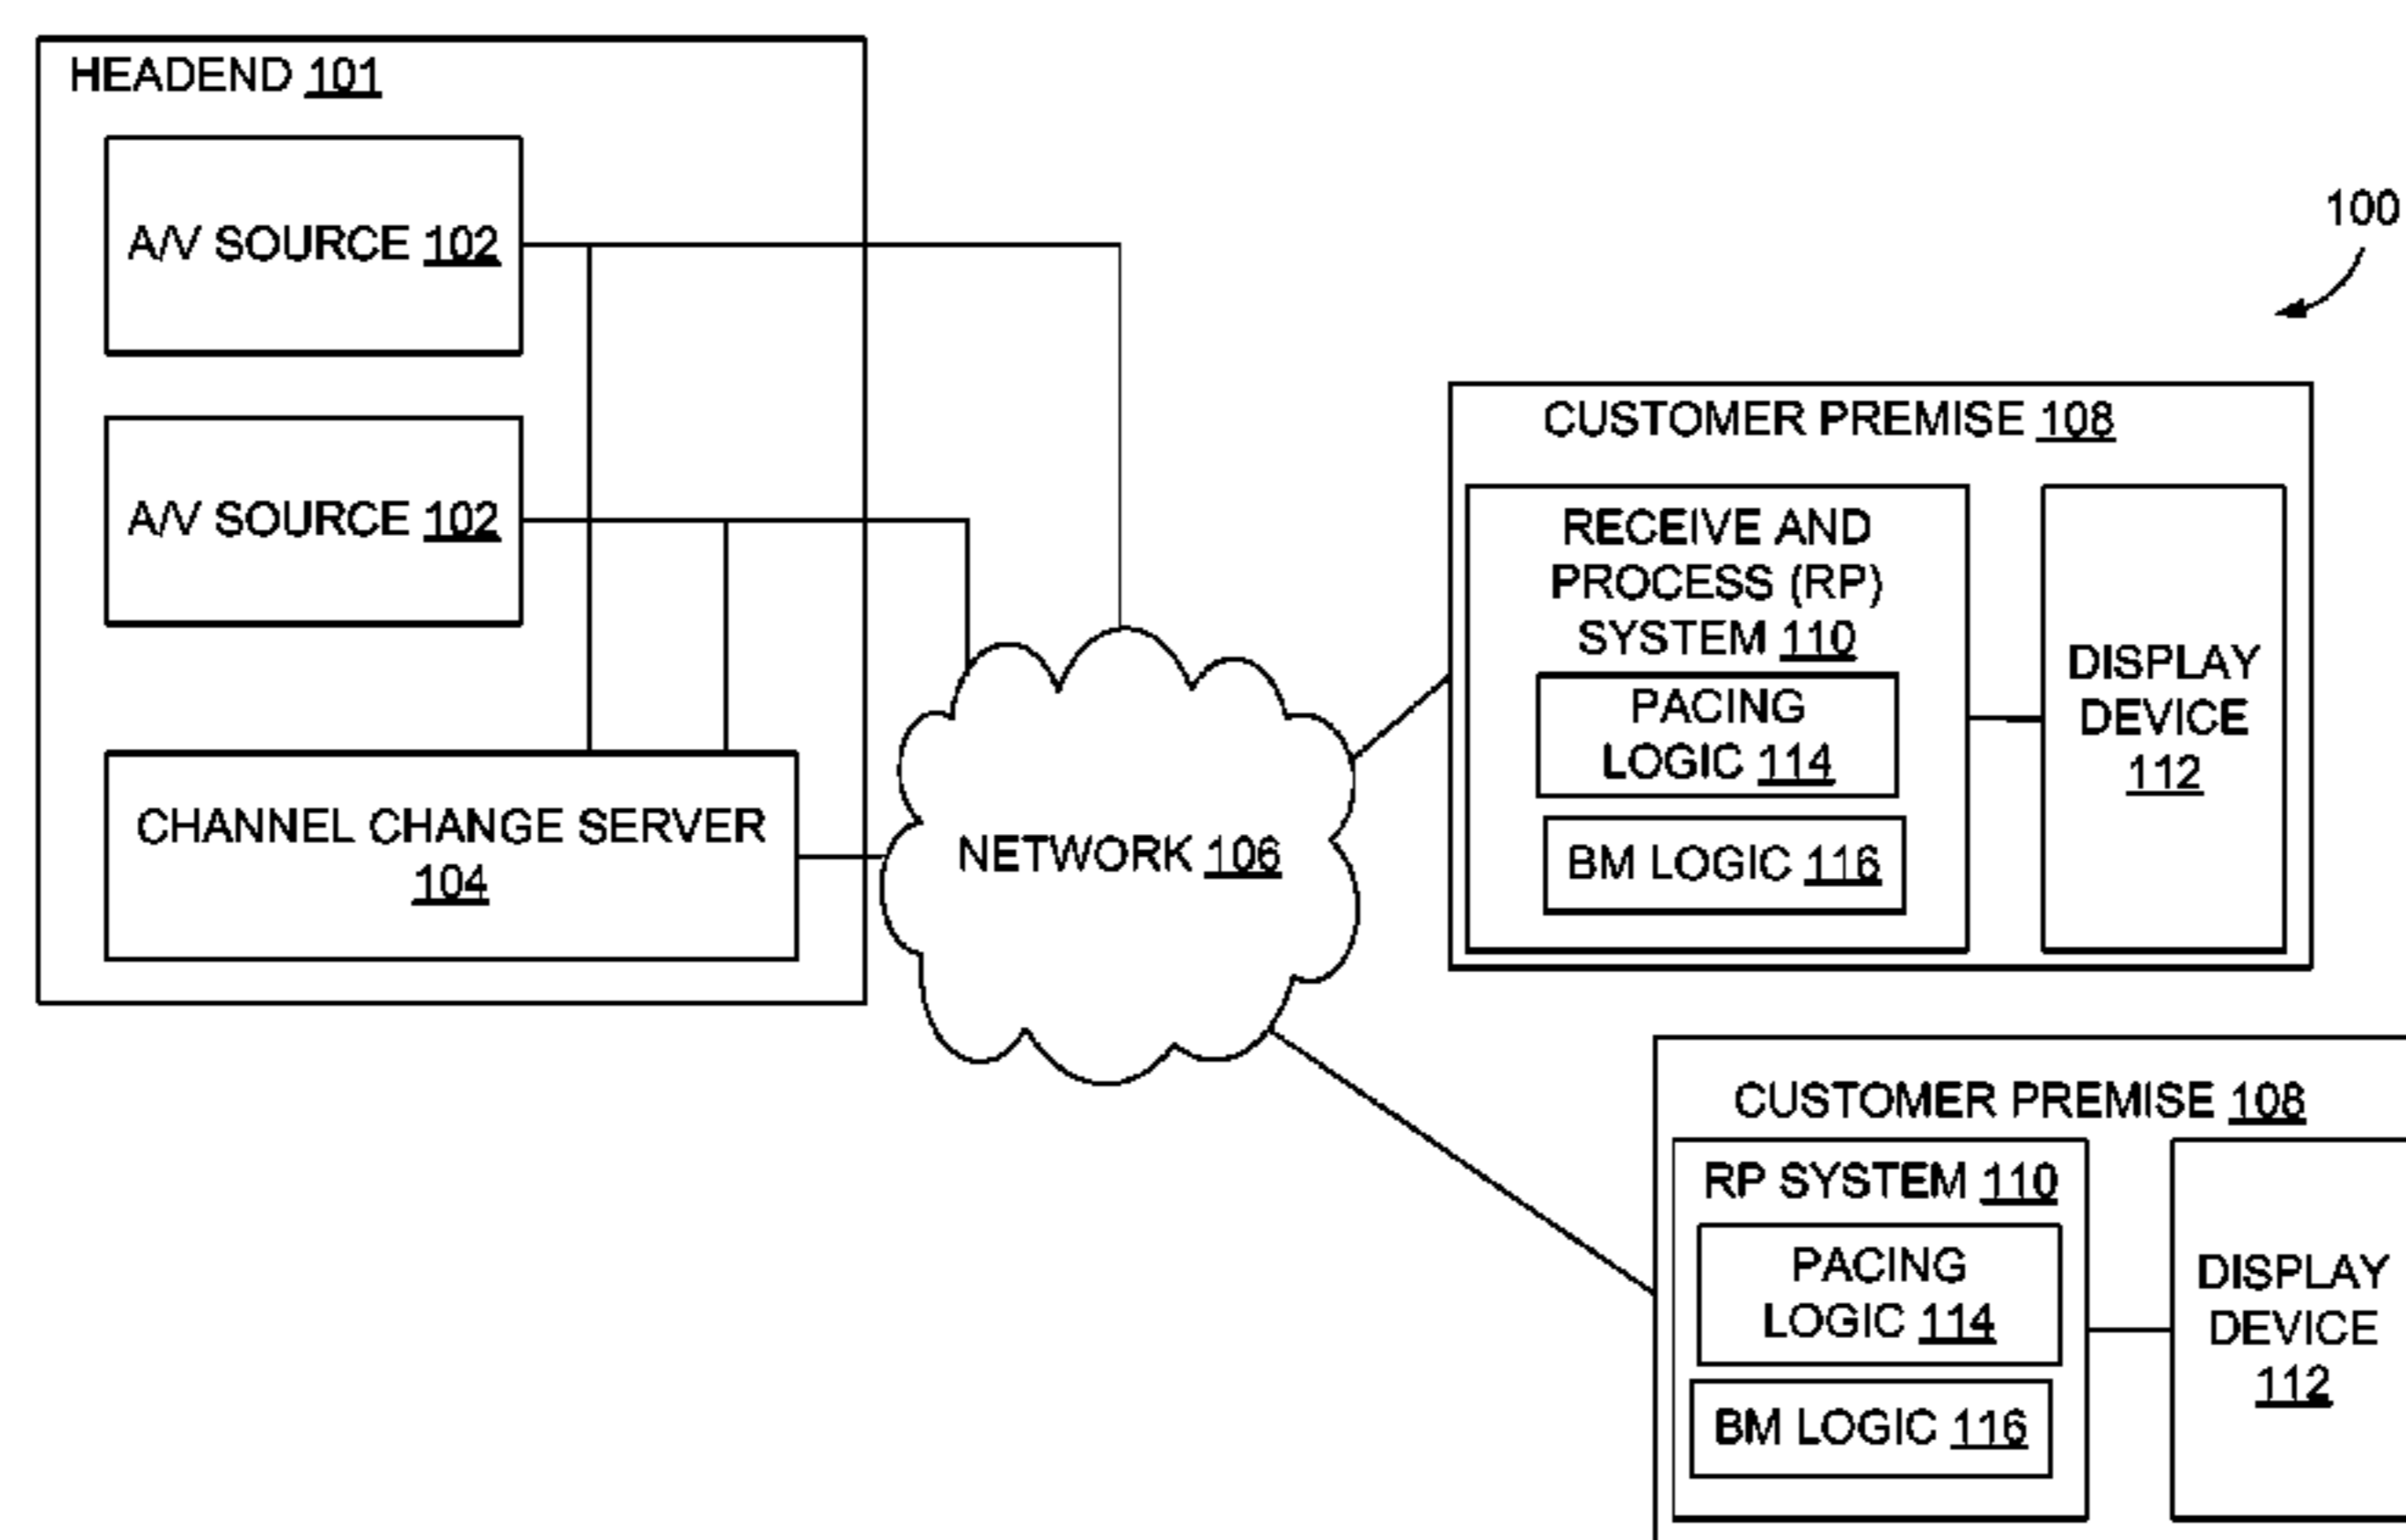 HEADEND 101
A/V SOURCE 102
A/V SOURCE 102
CHANNEL CHANGE SERVER
104
NETWORK 106
100
CUSTOMER PREMISE 108
RECEIVE AND
PROCESS (RP)
SYSTEM 110
PACING
LOGIC 114
BM LOGIC 116
DISPLAY
DEVICE
112
CUSTOMER PREMISE 108
RP SYSTEM 110
PACING
LOGIC 114
BM LOGIC 116
DISPLAY
DEVICE
112